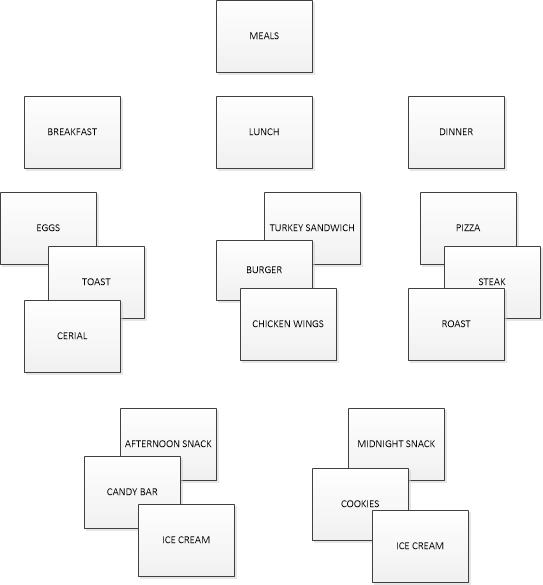 MEALS
BREAKFAST
LUNCH
DINNER
EGGS
TOAST
CERIAL
TURKEY SANDWICH
BURGER
CHICKEN WINGS
PIZZA
STEAK
ROAST
AFTERNOON SNACK
CANDY BAR
ICE CREAM
MIDNIGHT SNACK
COOKIES
ICE CREAM